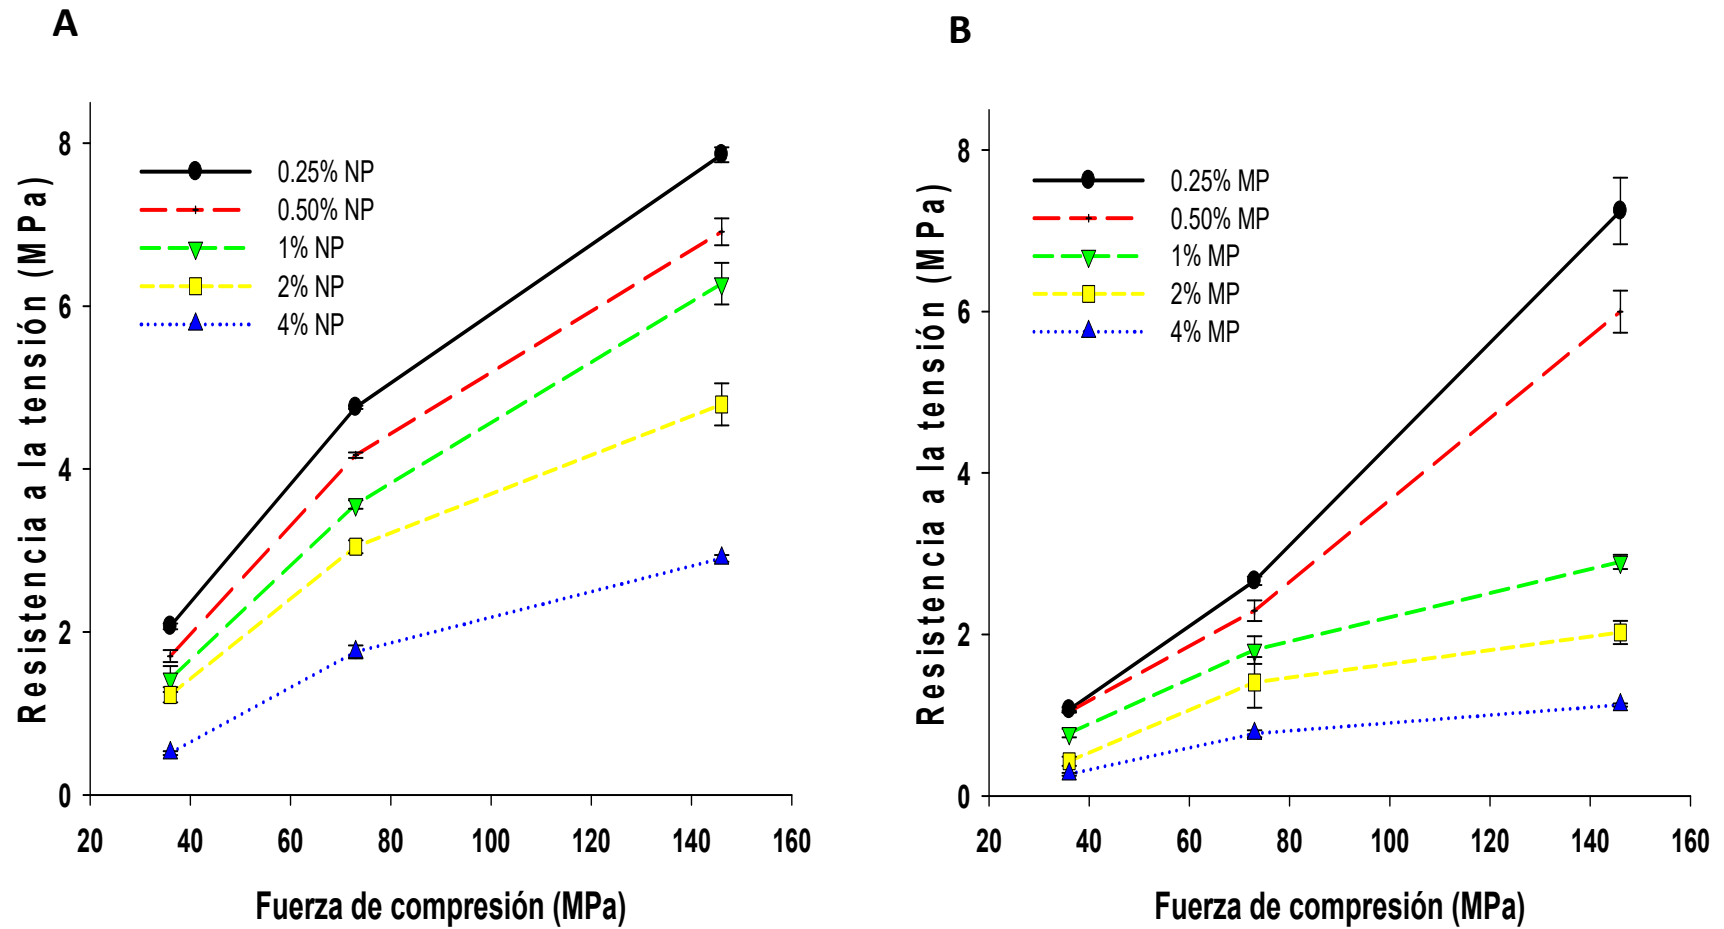 A
Resistencia a la tensión (MPa)
8
6
4
2
0
0.25% NP
0.50% NP
1% NP
2% NP
4% NP
20 40 60 80 100 120 140 160
Fuerza de compresión (MPa)
B
Resistencia a la tensión (MPa)
8
6
4
2
0
0.25% MP
0.50% MP
1% MP
2% MP
4% MP
20 40 60 80 100 120 140 160
Fuerza de compresión (MPa)